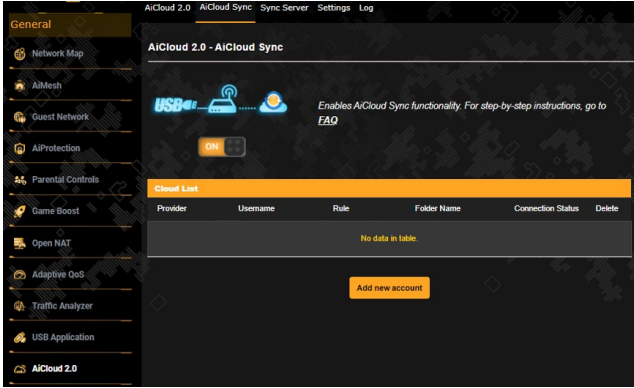 AiCloud 2.0 AiCloud Sync Sync Server Settings Log
General
Network Map
AiMesh
Guest Network
AiProtection
Parental Controls
Game Boost
Open NAT
Adaptive QoS
Traffic Analyzer
USB Application
AiCloud 2.0
AiCloud 2.0 - AiCloud Sync
USB
Enables AiCloud Sync functionality. For step-by-step instructions, go to
FAQ
ON
Cloud List
Provider Username Rule Folder Name Connection Status Delete
No data in table.
Add new account